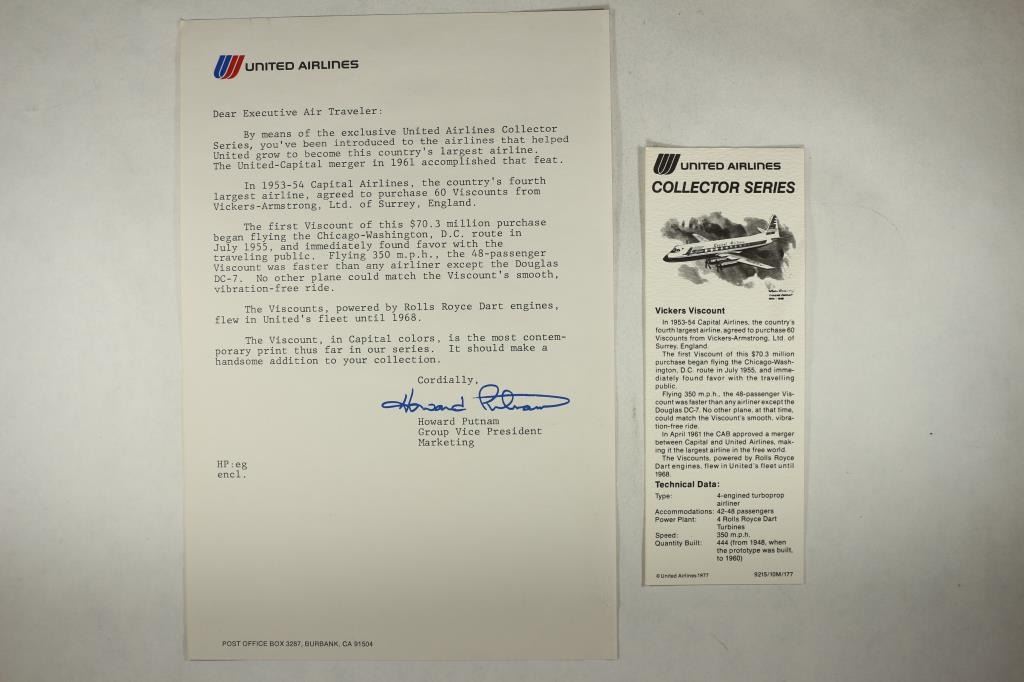 UNITED AIRLINES
Dear Executive Air Traveler:
By means of the exclusive United Airlines Collector
Series, you've been introduced to the airlines that helped
United grow to become this country's largest airline.
The United-Capital merger in 1961 accomplished that feat.
In 1953-54 Capital Airlines, the country's fourth
largest airline, agreed to purchase 60 Viscounts from
Vickers-Armstrong, Ltd. of Surrey, England.
The first Viscount of this $70.3 million purchase
began flying the Chicago-Washington, D.C. route in
July 1955, and immediately found favor with the
traveling public. Flying 350 m.p.h., the 48-passenger
Viscount was faster than any airliner except the Douglas
DC-7. No other plane could match the Viscount's smooth,
vibration-free ride.
The Viscounts, powered by Rolls Royce Dart engines,
flew in United's fleet until 1968.
The Viscount, in Capital colors, is the most contem-
porary print thus far in our series. It should make a
handsome addition to your collection.
Cordially,
Howard Putnam
Howard Putnam
Group Vice President
Marketing
HP:eg
encl.
POST OFFICE BOX 3287, BURBANK, CA 91504
UNITED AIRLINES
COLLECTOR SERIES
Vickers Viscount
In 1953-54 Capital Airlines, the country's
fourth largest airline, agreed to purchase 60
Viscounts from Vickers-Armstrong, Ltd. of
Surrey, England.
The first Viscount of this $70.3 million
purchase began flying the Chicago-Wash-
ington, D.C. route in July 1955, and imme-
diately found favor with the travelling
public.
Flying 350 m.p.h., the 48-passenger Vis-
count was faster than any airliner except the
Douglas DC-7. No other plane, at that time,
could match the Viscount's smooth, vibra-
tion-free ride.
In April 1961 the CAB approved a merger
between Capital and United Airlines, mak-
ing it the largest airline in the free world.
The Viscounts, powered by Rolls Royce
Dart engines, flew in United's fleet until
1968.
Technical Data:
Type: 4-engined turboprop
airliner
Accommodations: 42-48 passengers
Power Plant: 4 Rolls Royce Dart
Turbines
Speed: 350 m.p.h.
Quantity Built: 444 (from 1948, when
the prototype was built,
to 1960)
© United Airlines 1977 9215/10M/177